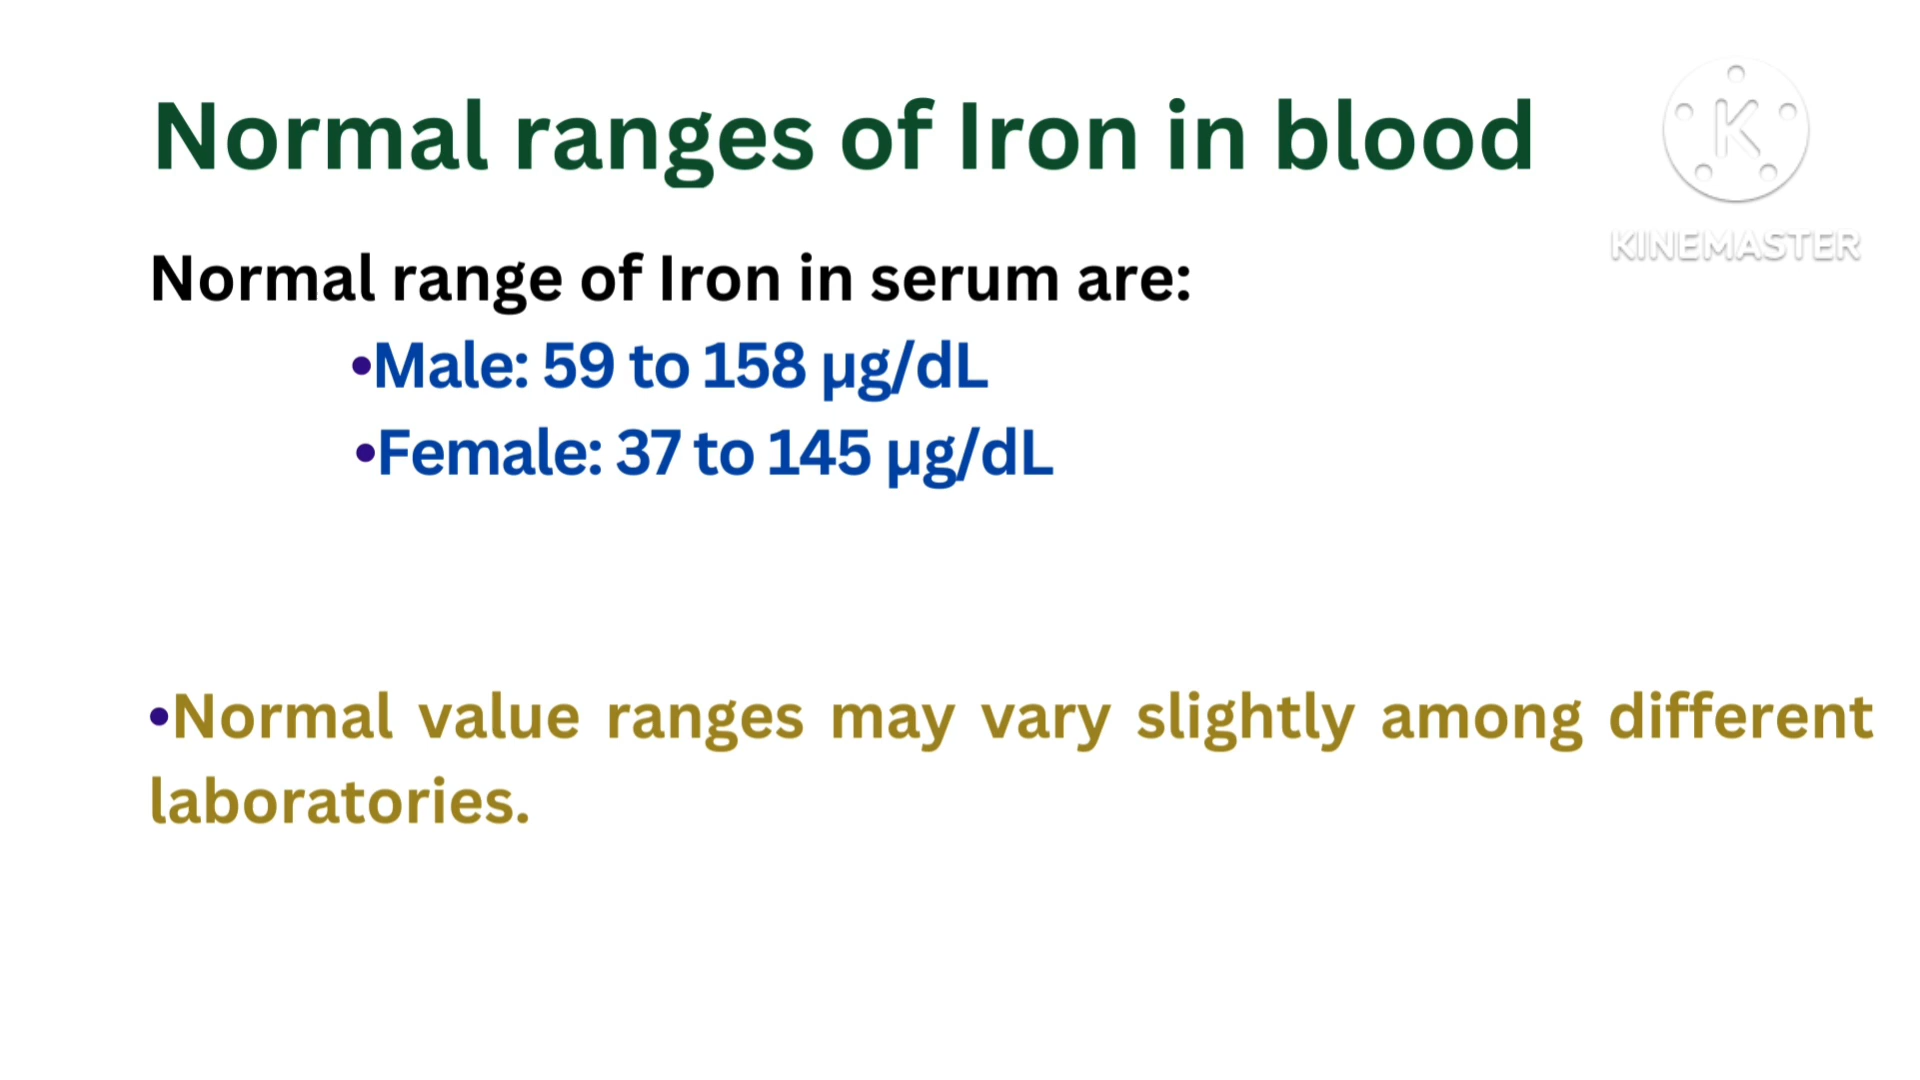 Normal ranges of Iron in blood
K
KINEMASTER
Normal range of Iron in serum are:
•Male: 59 to 158 µg/dL
•Female: 37 to 145 µg/dL
•Normal value ranges may vary slightly among different
laboratories.